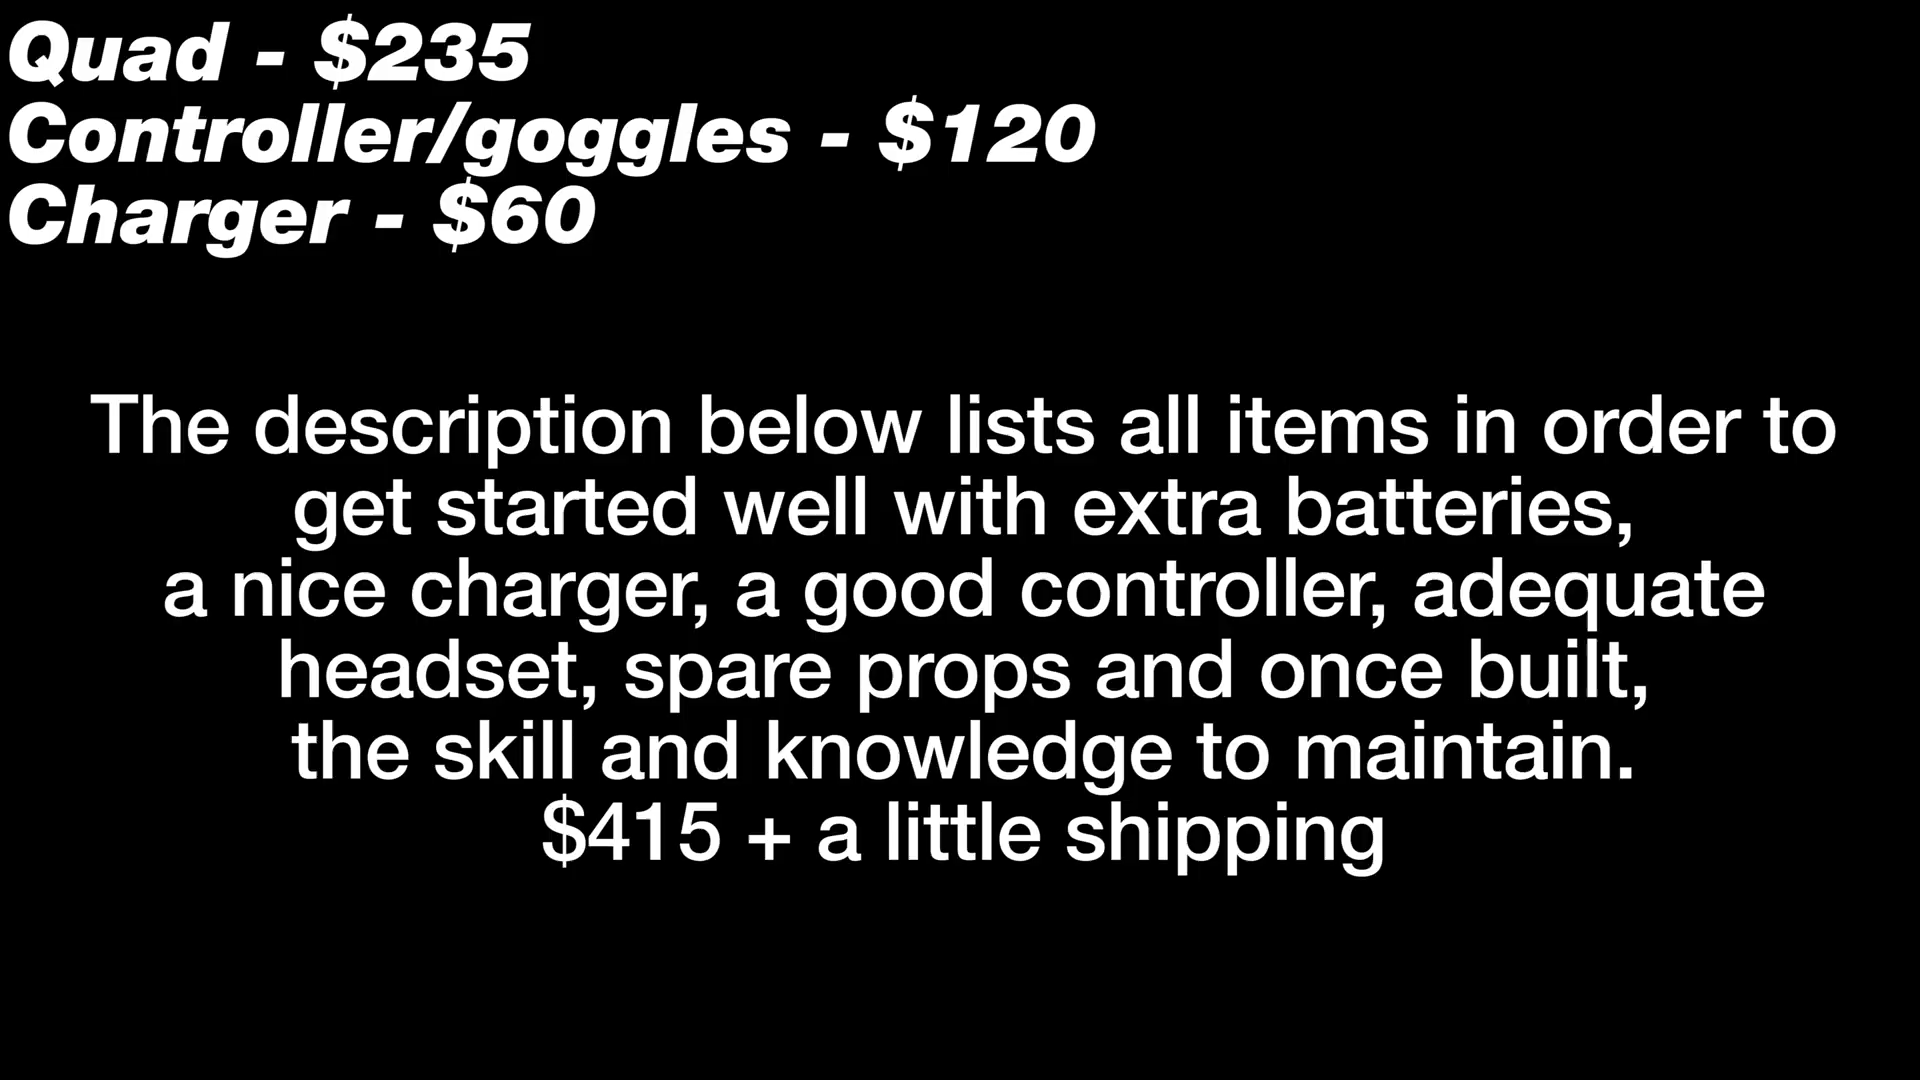 Quad - $235
Controller/goggles - $120
Charger - $60
The description below lists all items in order to
get started well with extra batteries,
a nice charger, a good controller, adequate
headset, spare props and once built,
the skill and knowledge to maintain.
$415 + a little shipping